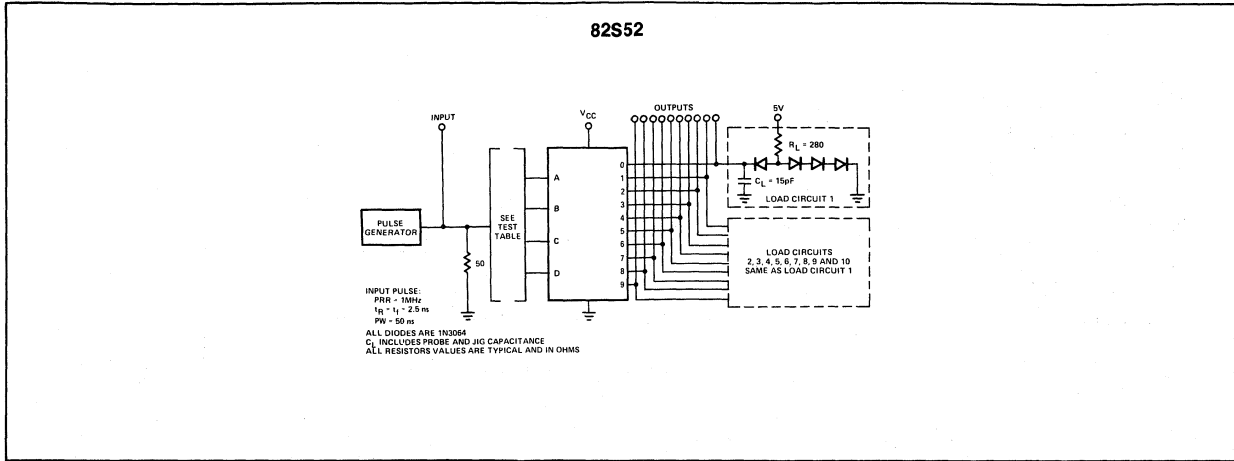 82S52
INPUT
VCC
OUTPUTS
5V
RL = 280
CL = 15pF
LOAD CIRCUIT 1
0
1
2
3
4
5
6
7
8
9
A
B
C
D
SEE
TEST
TABLE
PULSE
GENERATOR
50
LOAD CIRCUITS
2, 3, 4, 5, 6, 7, 8, 9 AND 10
SAME AS LOAD CIRCUIT 1
INPUT PULSE:
PRR = 1MHz
tR = tf = 2.5 ns
PW = 50 ns
ALL DIODES ARE 1N3064
CL INCLUDES PROBE AND JIG CAPACITANCE
ALL RESISTORS VALUES ARE TYPICAL AND IN OHMS